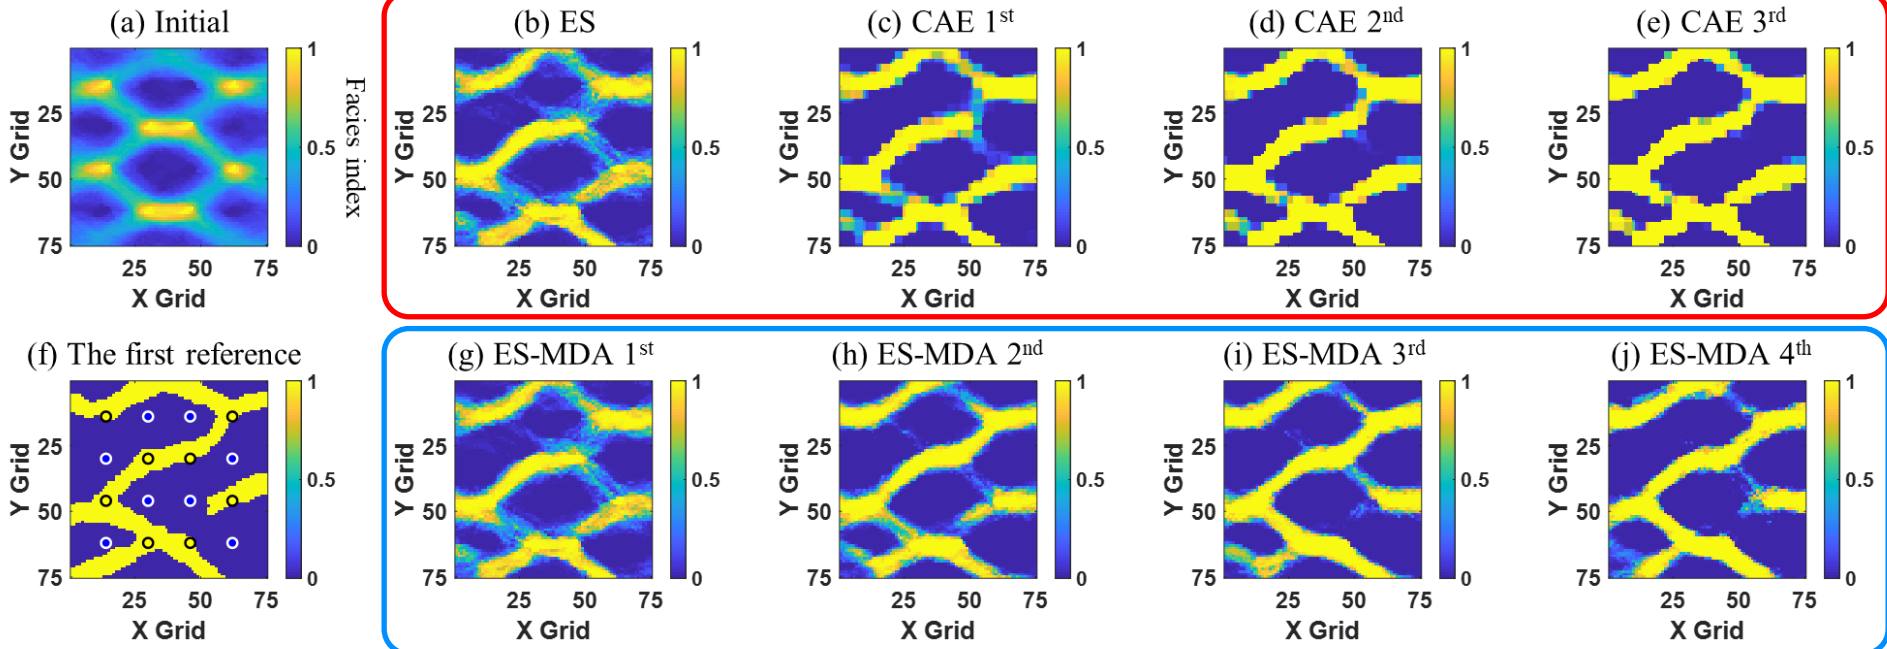 (a) Initial
(b) ES
(c) CAE 1st
(d) CAE 2nd
(e) CAE 3rd
Y Grid
25
50
75
25
50
75
X Grid
1
0.5
0
Facies index
Y Grid
25
50
75
25
50
75
X Grid
1
0.5
0
Y Grid
25
50
75
25
50
75
X Grid
1
0.5
0
Y Grid
25
50
75
25
50
75
X Grid
1
0.5
0
Y Grid
25
50
75
25
50
75
X Grid
1
0.5
0
(f) The first reference
(g) ES-MDA 1st
(h) ES-MDA 2nd
(i) ES-MDA 3rd
(j) ES-MDA 4th
Y Grid
25
50
75
25
50
75
X Grid
1
0.5
0
Y Grid
25
50
75
25
50
75
X Grid
1
0.5
0
Y Grid
25
50
75
25
50
75
X Grid
1
0.5
0
Y Grid
25
50
75
25
50
75
X Grid
1
0.5
0
Y Grid
25
50
75
25
50
75
X Grid
1
0.5
0